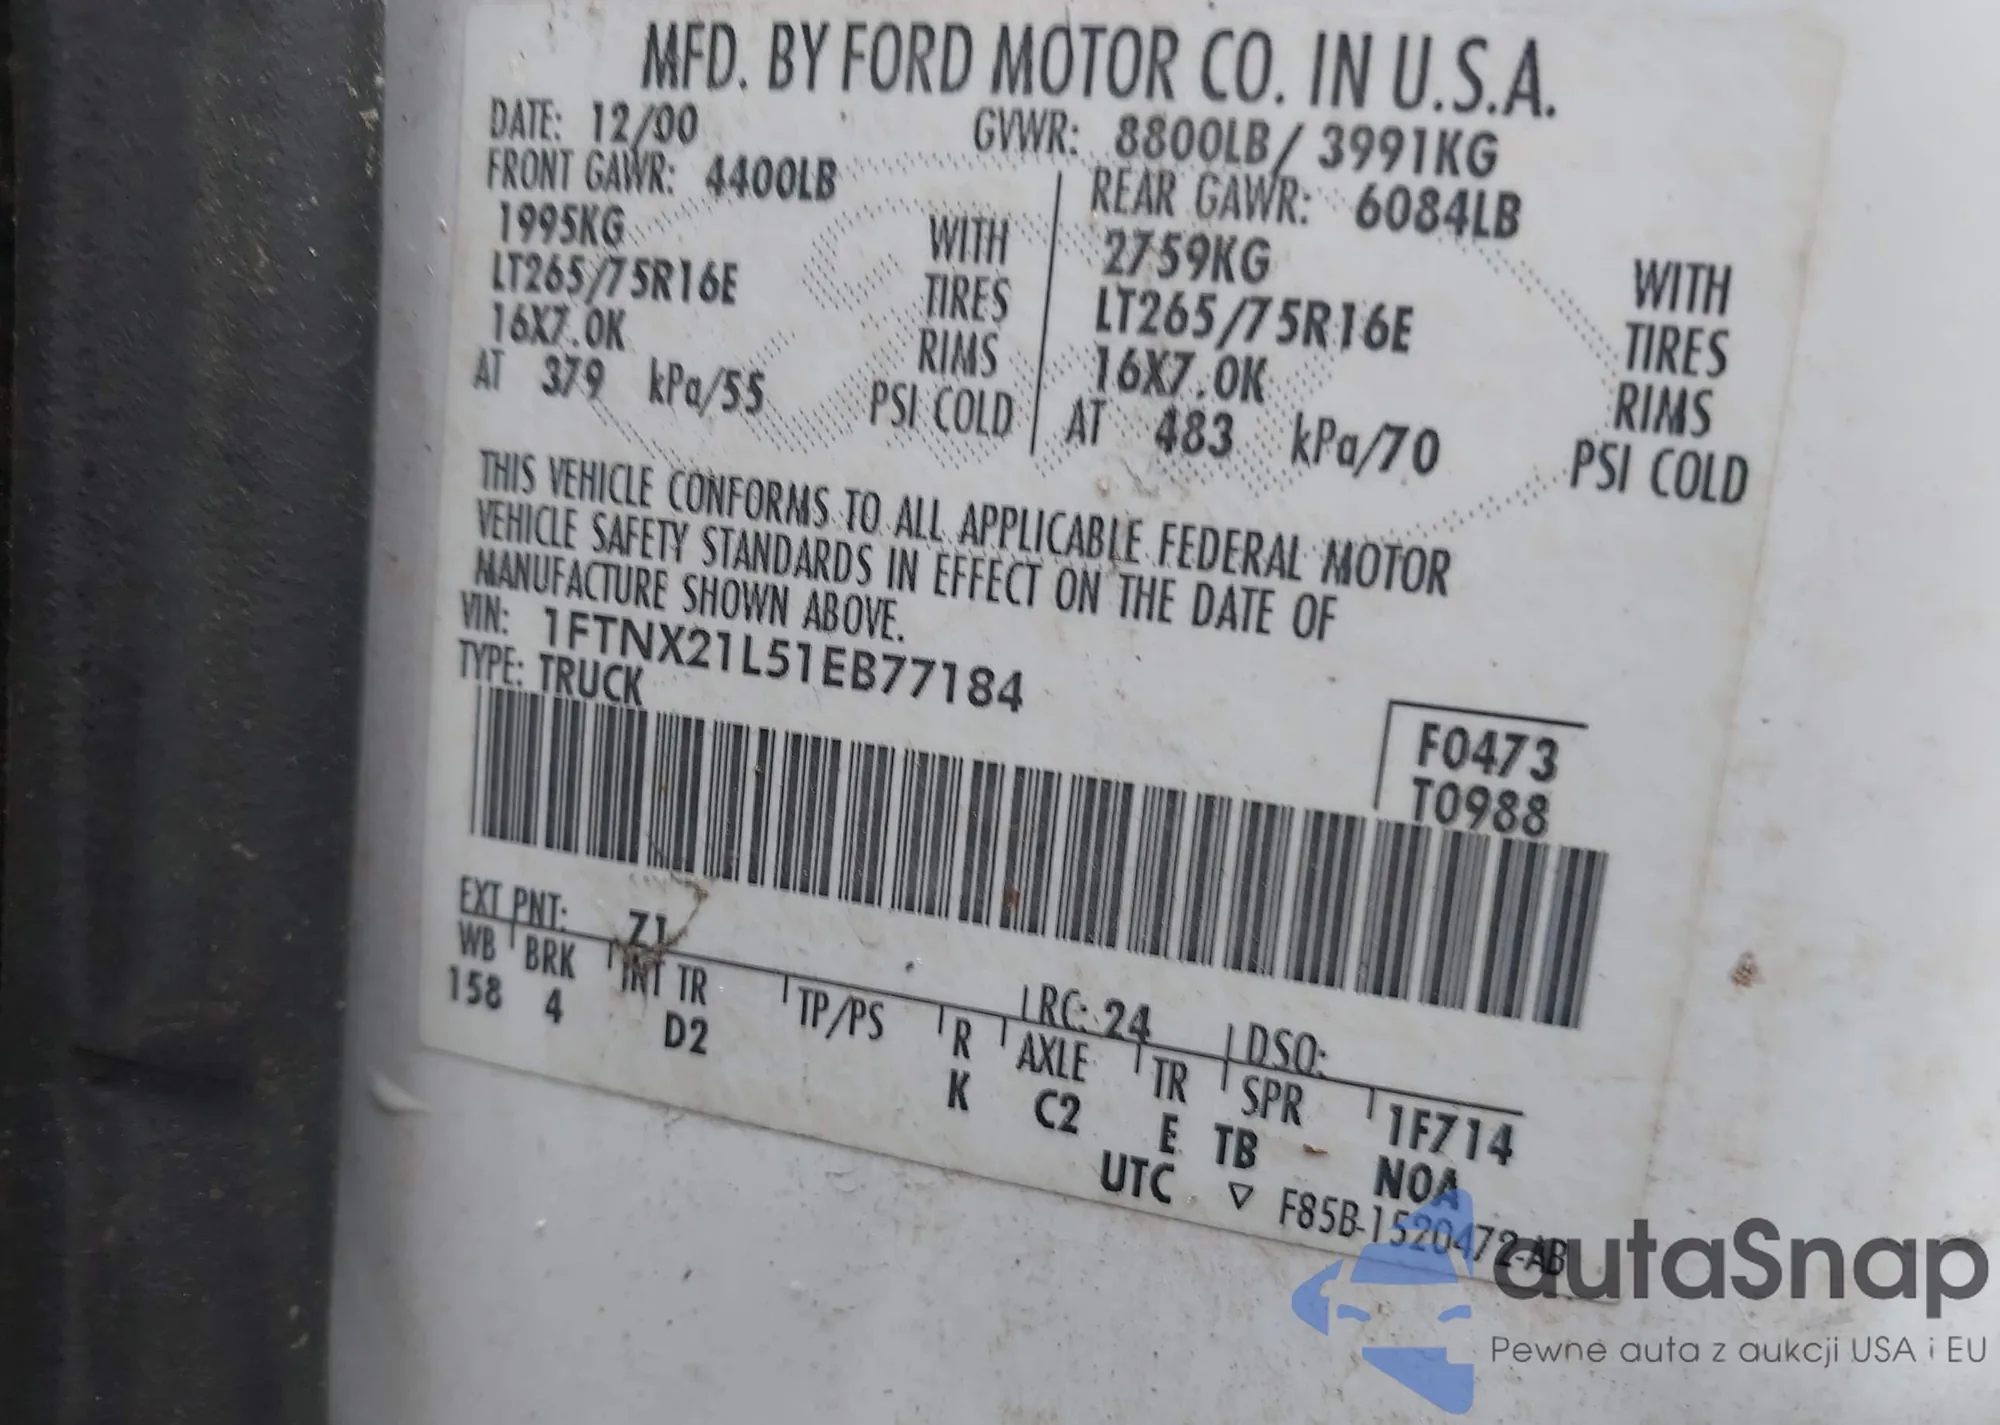 MFD. BY FORD MOTOR CO. IN U.S.A.
DATE: 12/00 GVWR: 8800LB/ 3991KG
FRONT GAWR: 4400LB REAR GAWR: 6084LB
1995KG WITH 2759KG WITH
LT265/75R16E TIRES LT265/75R16E TIRES
16X7.0K RIMS 16X7.0K RIMS
AT 379 kPa/55 PSI COLD AT 483 kPa/70 PSI COLD
THIS VEHICLE CONFORMS TO ALL APPLICABLE FEDERAL MOTOR
VEHICLE SAFETY STANDARDS IN EFFECT ON THE DATE OF
MANUFACTURE SHOWN ABOVE.
VIN: 1FTNX21L51EB77184
TYPE: TRUCK
F0473
T0988
EXT PNT: Z1 RC: 24 DSO:
WB BRK INT TR TP/PS R AXLE TR SPR 1F714
158 4 D2 K C2 E TB NOA
UTC ▽ F85B-1520472-AB
autaSnap
Pewne auta z aukcji USA i EU